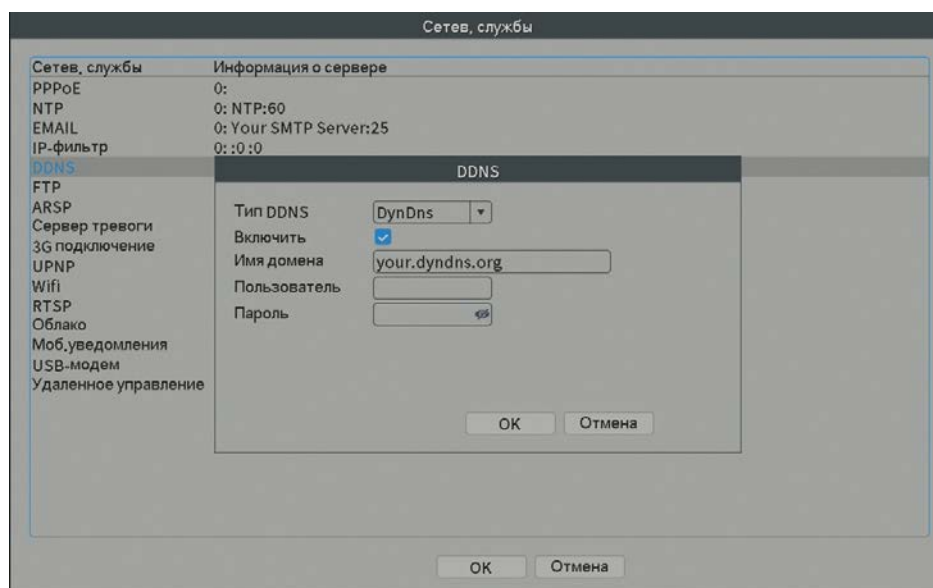 Сетев, службы
Сетев, службы Информация о сервере
PPPoE 0:
NTP 0: NTP:60
EMAIL 0: Your SMTP Server:25
IP-фильтр 0: :0 :0
DDNS
FTP
ARSP
Сервер тревоги
3G подключение
UPNP
Wifi
RTSP
Облако
Моб,уведомления
USB-модем
Удаленное управление
DDNS
Тип DDNS DynDns
Включить
Имя домена your.dyndns.org
Пользователь
Пароль
OK Отмена
OK Отмена